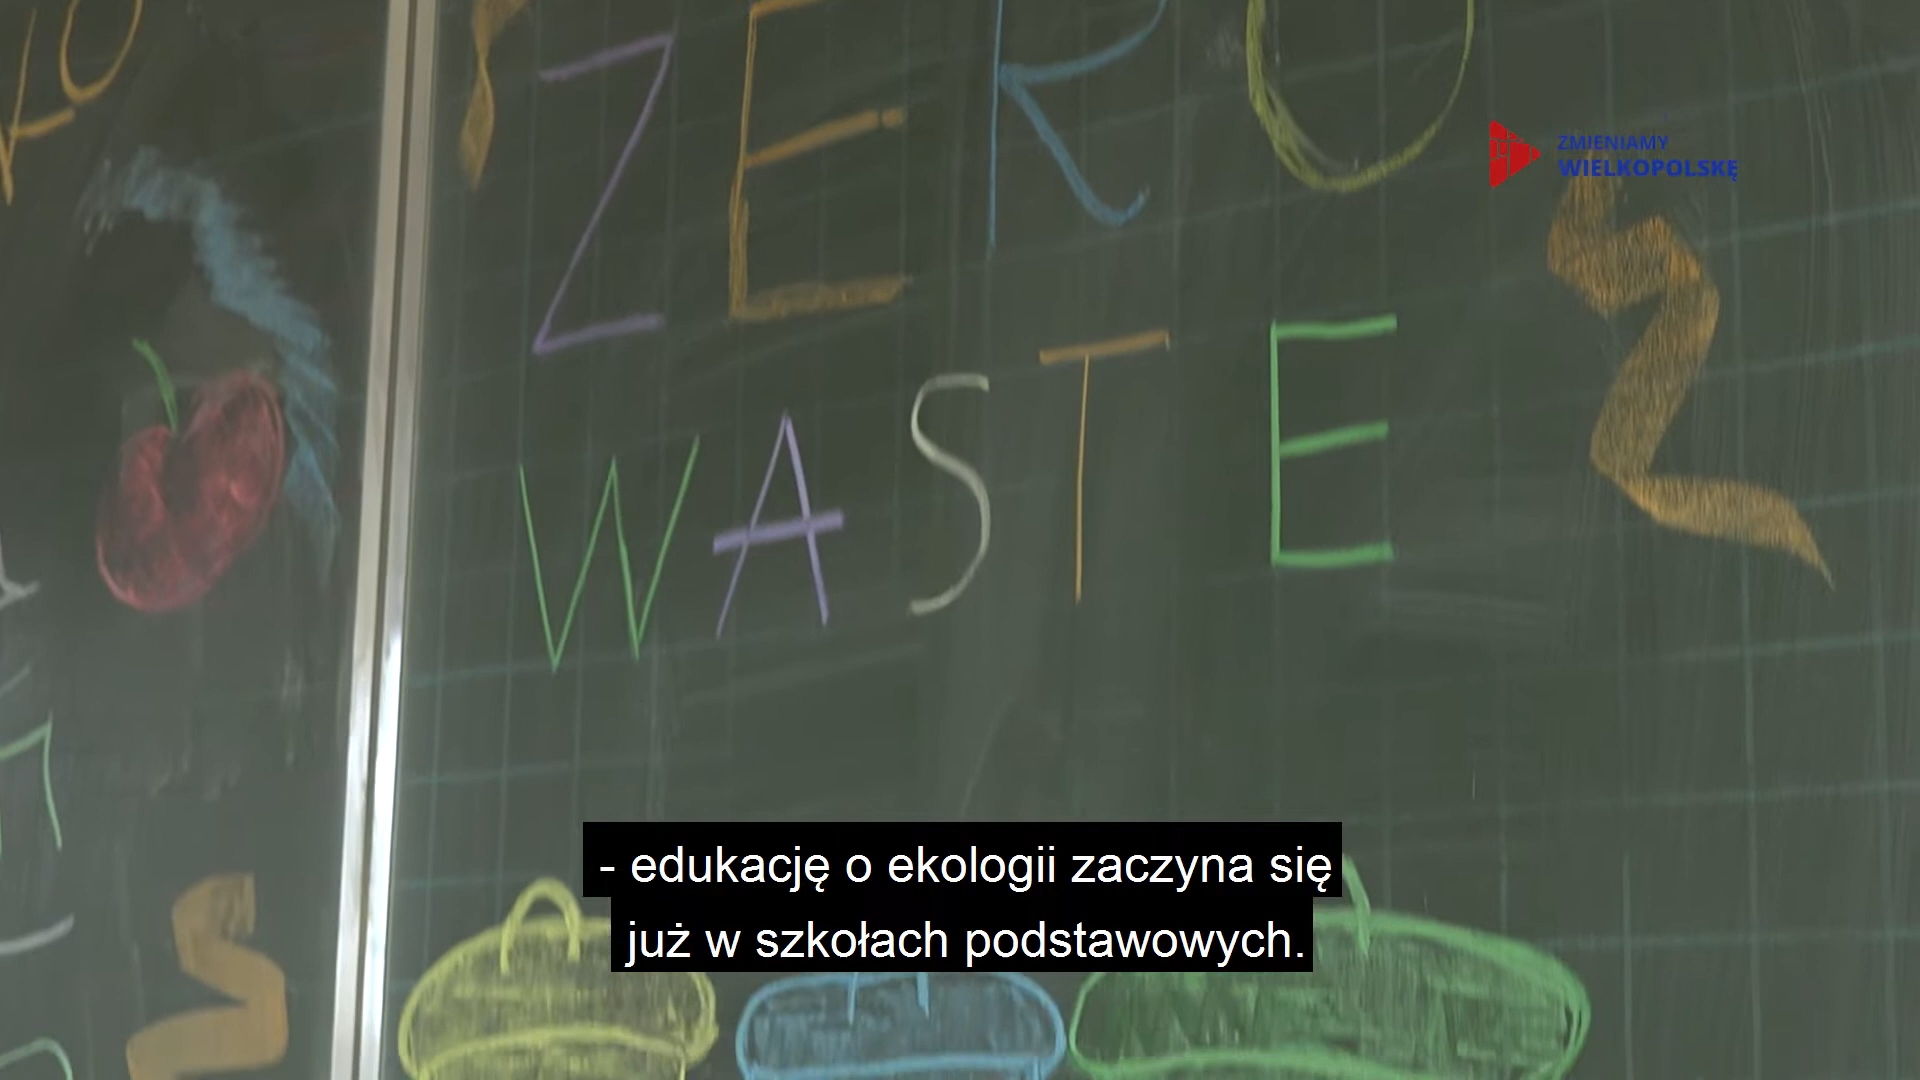 ZERO
WASTE
ZMIENIAMY
WIELKOPOLSKĘ
- edukację o ekologii zaczyna się
już w szkołach podstawowych.